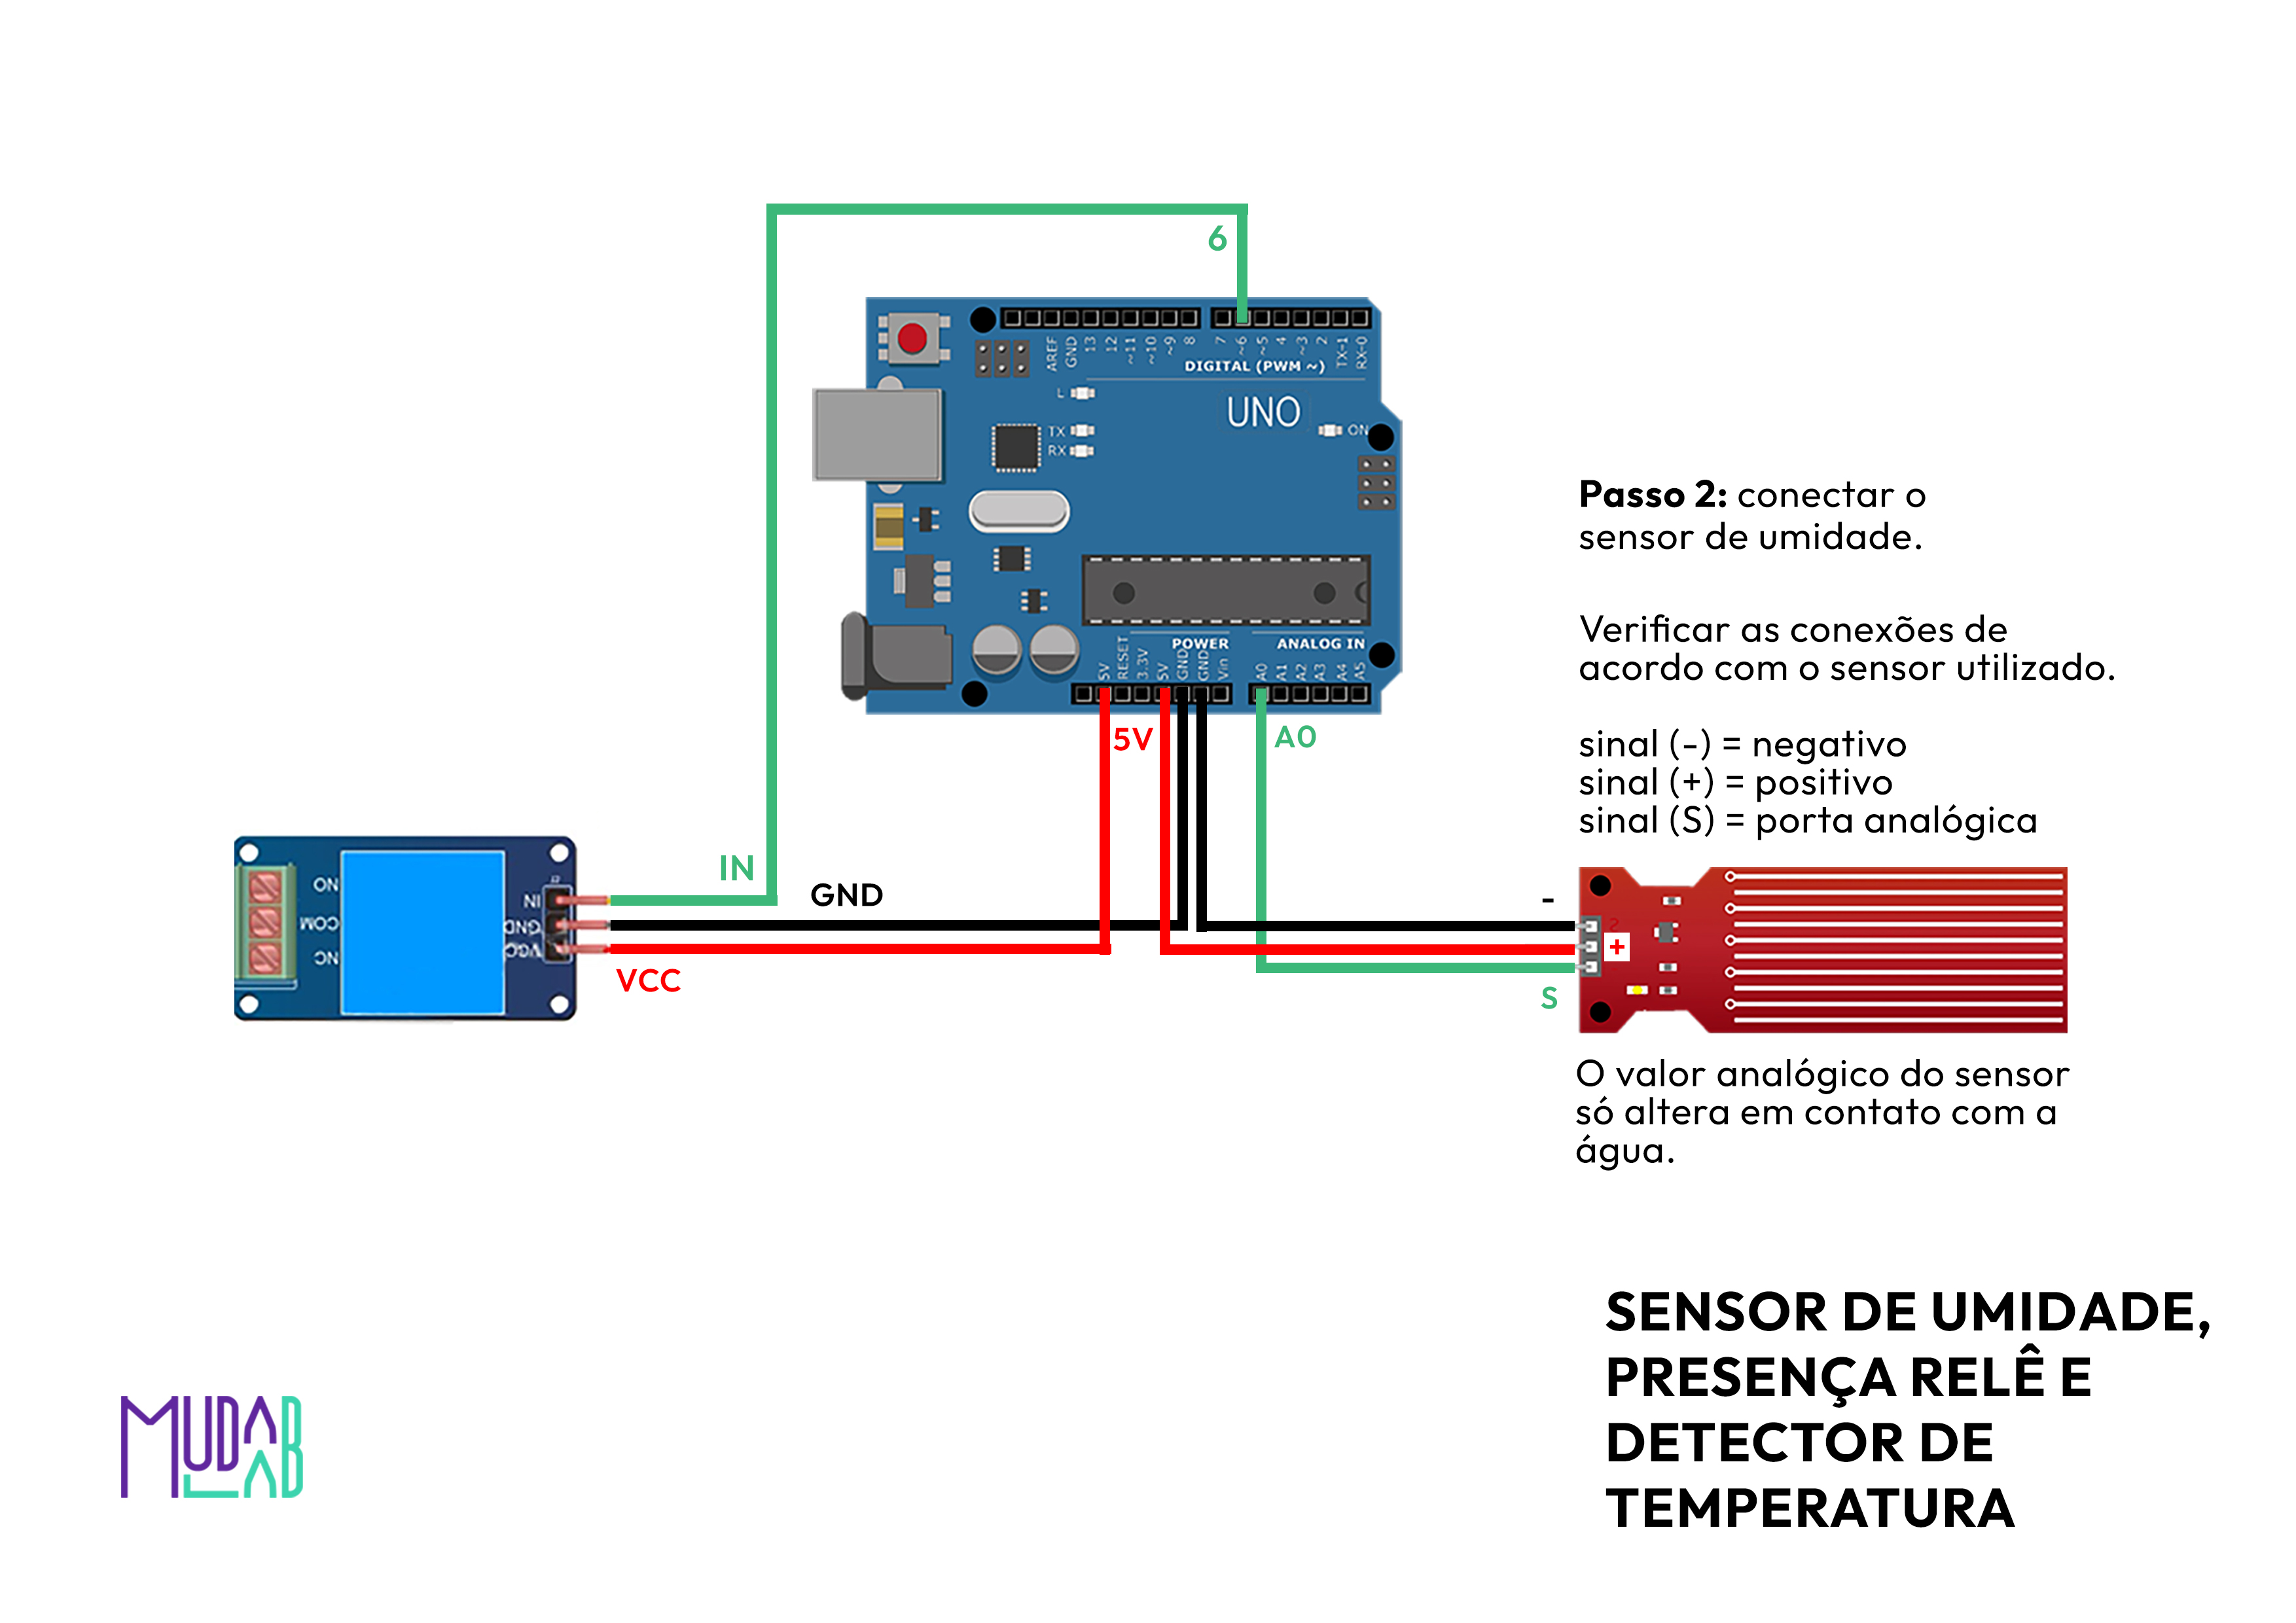 6
AREF
GND
13
12
~11
~10
~9
8
7
~6
~5
4
~3
2
TX-1
RX-0
DIGITAL (PWM ~)
L
UNO
TX
RX
ON
POWER
ANALOG IN
5V
RESET
3.3V
5V
GND
GND
Vin
A0
A1
A2
A3
A4
A5
5V
A0
Passo 2: conectar o
sensor de umidade.
Verificar as conexões de
acordo com o sensor utilizado.
sinal (-) = negativo
sinal (+) = positivo
sinal (S) = porta analógica
NO
COM
NC
IN
GND
VCC
IN
GND
VCC
-
+
S
O valor analógico do sensor
só altera em contato com a
água.
SENSOR DE UMIDADE,
PRESENÇA RELÊ E
DETECTOR DE
TEMPERATURA
MUDA
LAB